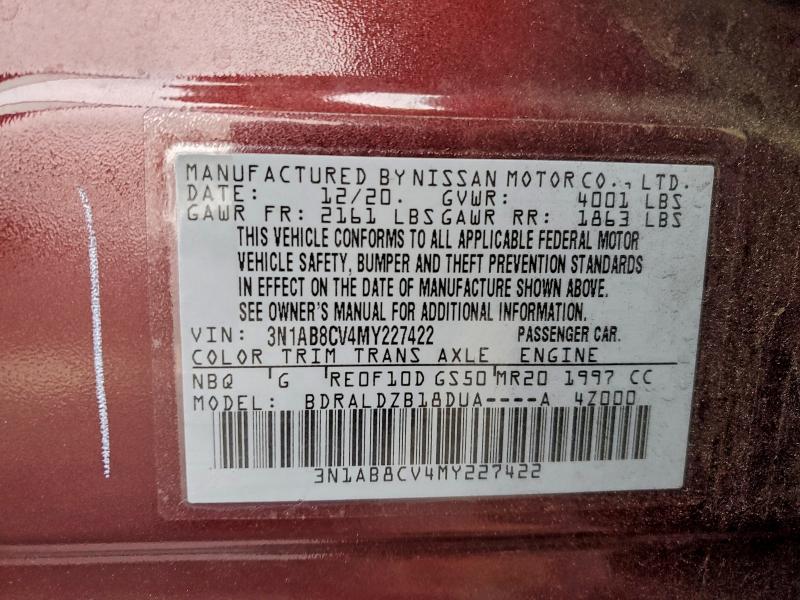 MANUFACTURED BY NISSAN MOTOR CO., LTD.
DATE: 12/20. GVWR: 4001 LBS
GAWR FR: 2161 LBS GAWR RR: 1863 LBS
THIS VEHICLE CONFORMS TO ALL APPLICABLE FEDERAL MOTOR
VEHICLE SAFETY, BUMPER AND THEFT PREVENTION STANDARDS
IN EFFECT ON THE DATE OF MANUFACTURE SHOWN ABOVE.
SEE OWNER'S MANUAL FOR ADDITIONAL INFORMATION.
VIN: 3N1AB8CV4MY227422 PASSENGER CAR.
COLOR TRIM TRANS AXLE ENGINE
NBQ G RE0F10D GS50 MR20 1997 CC
MODEL: BDRALDZB18DUA----A 4Z000
3N1AB8CV4MY227422